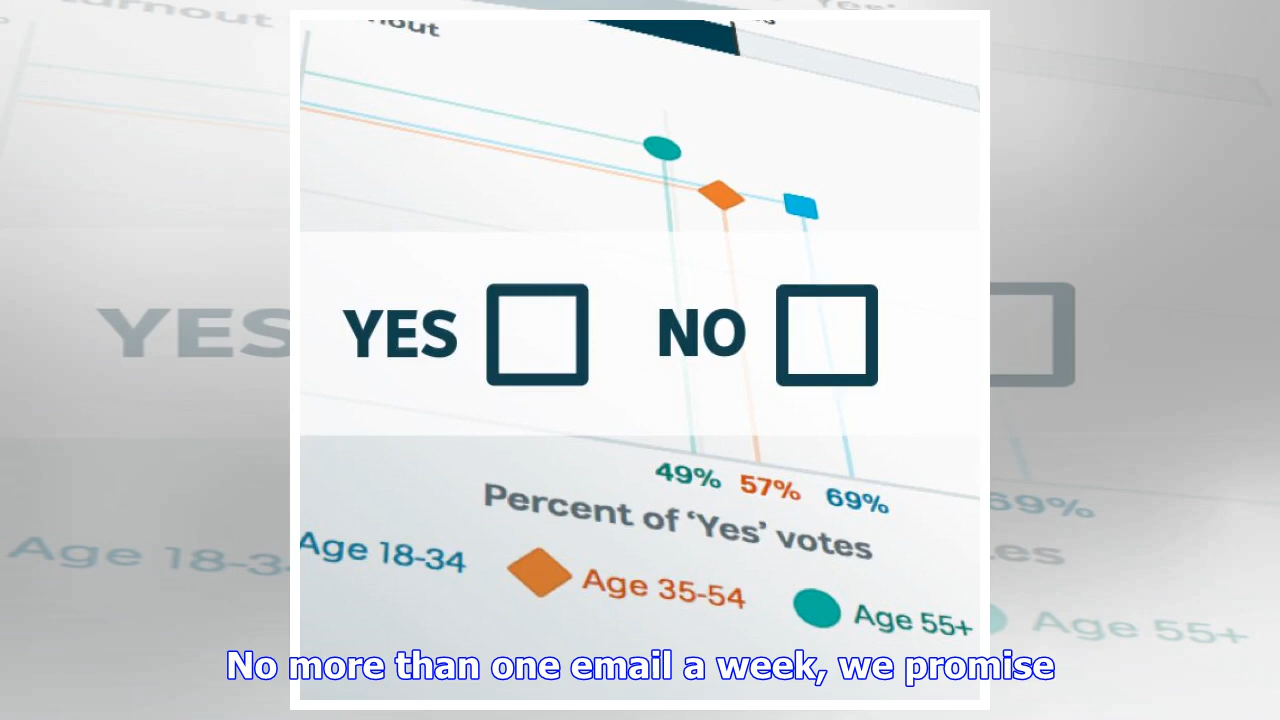 YES NO
49% 57% 69%
Percent of ‘Yes’ votes
Age 18-34 Age 35-54 Age 55+
No more than one email a week, we promise